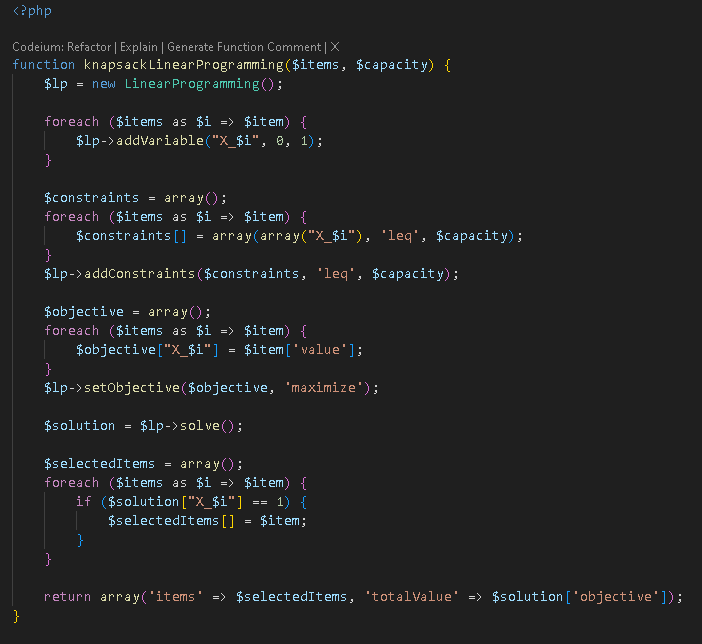 <?php
Codeium: Refactor | Explain | Generate Function Comment | X
function knapsackLinearProgramming($items, $capacity) {
    $lp = new LinearProgramming();

    foreach ($items as $i => $item) {
        $lp->addVariable("X_$i", 0, 1);
    }

    $constraints = array();
    foreach ($items as $i => $item) {
        $constraints[] = array(array("X_$i"), 'leq', $capacity);
    }
    $lp->addConstraints($constraints, 'leq', $capacity);

    $objective = array();
    foreach ($items as $i => $item) {
        $objective["X_$i"] = $item['value'];
    }
    $lp->setObjective($objective, 'maximize');

    $solution = $lp->solve();

    $selectedItems = array();
    foreach ($items as $i => $item) {
        if ($solution["X_$i"] == 1) {
            $selectedItems[] = $item;
        }
    }

    return array('items' => $selectedItems, 'totalValue' => $solution['objective']);
}